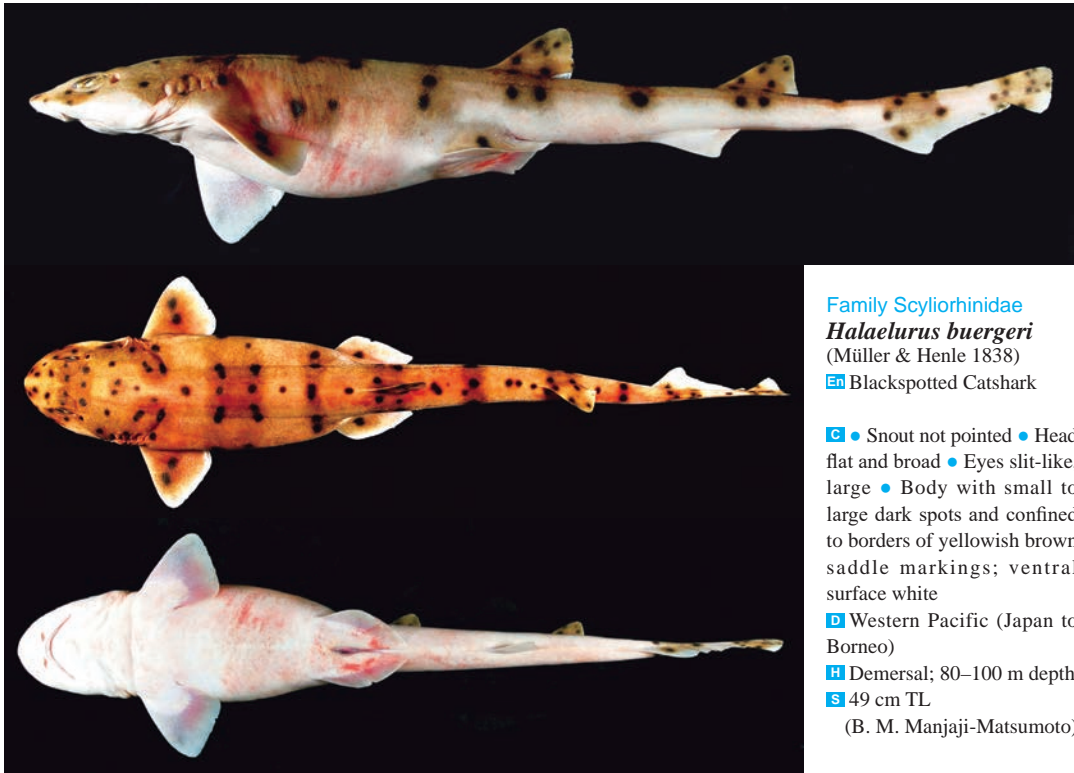 Family Scyliorhinidae
Halaelurus buergeri
(Müller & Henle 1838)
En Blackspotted Catshark
C ● Snout not pointed ● Head
flat and broad ● Eyes slit-like,
large ● Body with small to
large dark spots and confined
to borders of yellowish brown
saddle markings; ventral
surface white
D Western Pacific (Japan to
Borneo)
H Demersal; 80–100 m depth
S 49 cm TL
(B. M. Manjaji-Matsumoto)